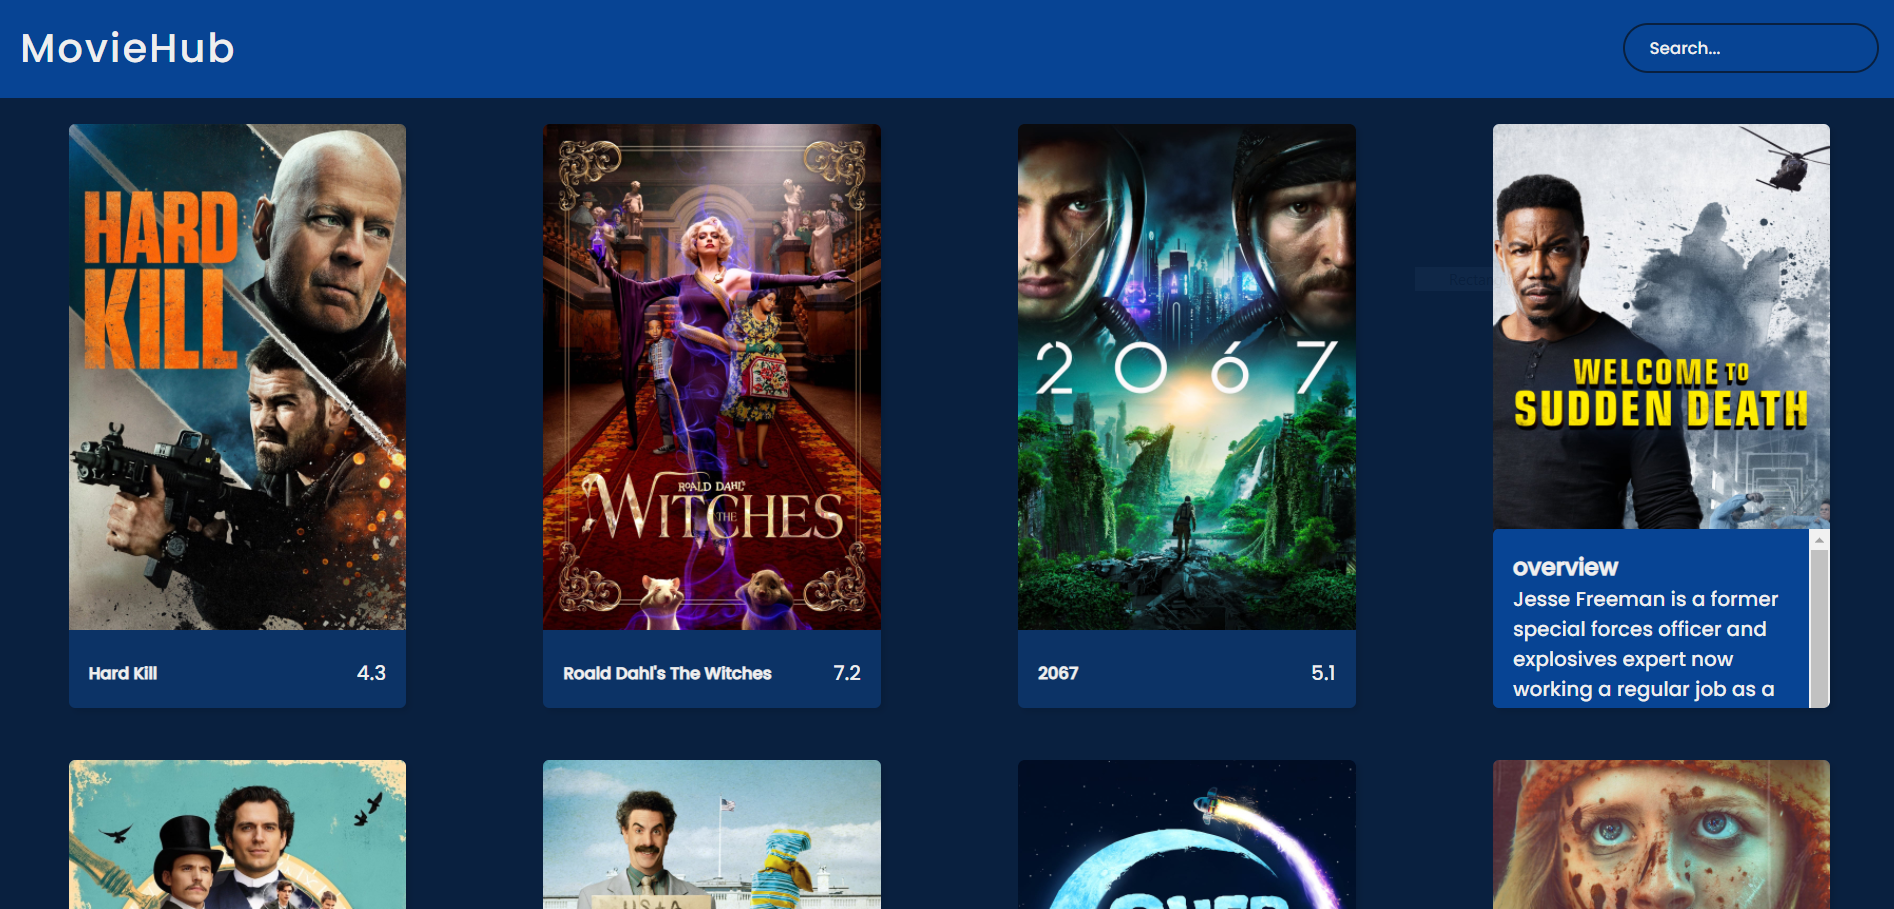 MovieHub
Search...
HARD
KILL
ROALD DAHL'S
THE
WITCHES
2067
WELCOME TO
SUDDEN DEATH
overview
Jesse Freeman is a former
special forces officer and
explosives expert now
working a regular job as a
Hard Kill 4.3
Roald Dahl's The Witches 7.2
2067 5.1
OVER